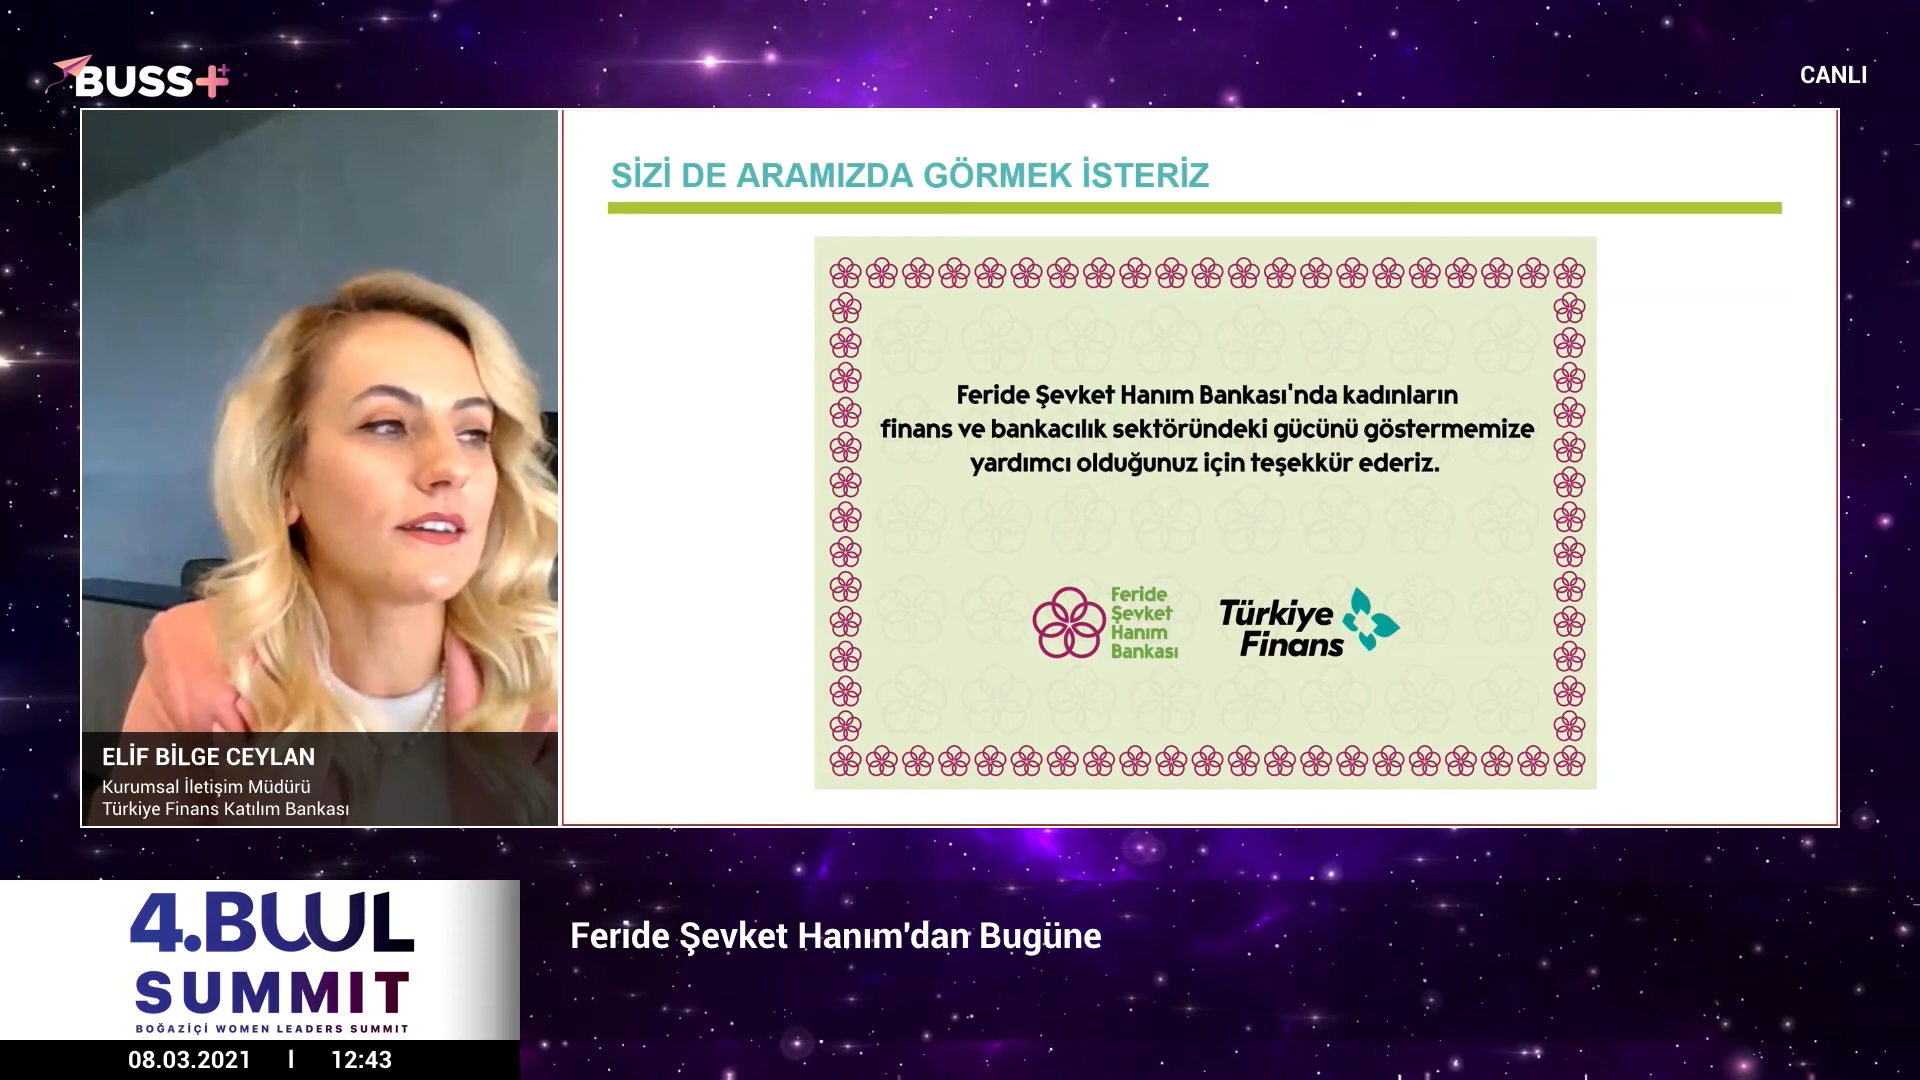 BUSS++
CANLI
SİZİ DE ARAMIZDA GÖRMEK İSTERİZ
Feride Şevket Hanım Bankası'nda kadınların
finans ve bankacılık sektöründeki gücünü göstermemize
yardımcı olduğunuz için teşekkür ederiz.
Feride
Şevket
Hanım
Bankası
Türkiye
Finans
ELİF BİLGE CEYLAN
Kurumsal İletişim Müdürü
Türkiye Finans Katılım Bankası
4.BWL
SUMMIT
BOĞAZİÇİ WOMEN LEADERS SUMMIT
Feride Şevket Hanım'dan Bugüne
08.03.2021 | 12:43